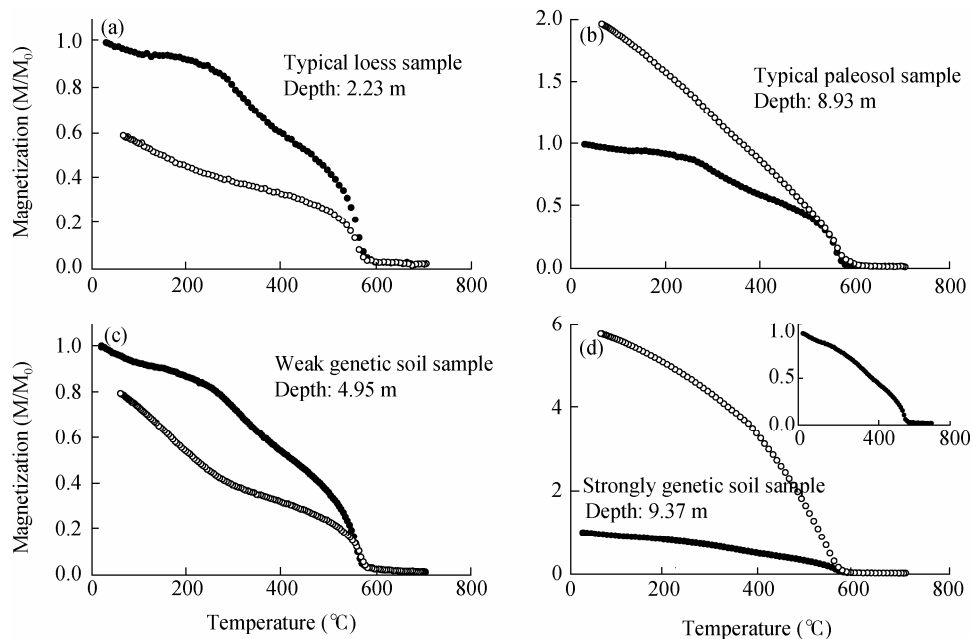 (a)
Typical loess sample
Depth: 2.23 m
Magnetization (M/M0)
1.0
0.8
0.6
0.4
0.2
0.0
0 200 400 600 800
(b)
Typical paleosol sample
Depth: 8.93 m
2.0
1.5
1.0
0.5
0.0
0 200 400 600 800
(c)
Weak genetic soil sample
Depth: 4.95 m
Magnetization (M/M0)
1.0
0.8
0.6
0.4
0.2
0.0
0 200 400 600 800
Temperature (℃)
(d)
Strongly genetic soil sample
Depth: 9.37 m
6
4
2
0
0 200 400 600 800
1.0
0.5
0.0
0 400 800
Temperature (℃)